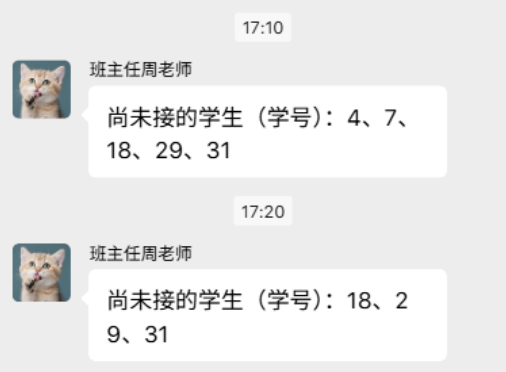 17:10
班主任周老师
尚未接的学生（学号）：4、7、
18、29、31
17:20
班主任周老师
尚未接的学生（学号）：18、2
9、31